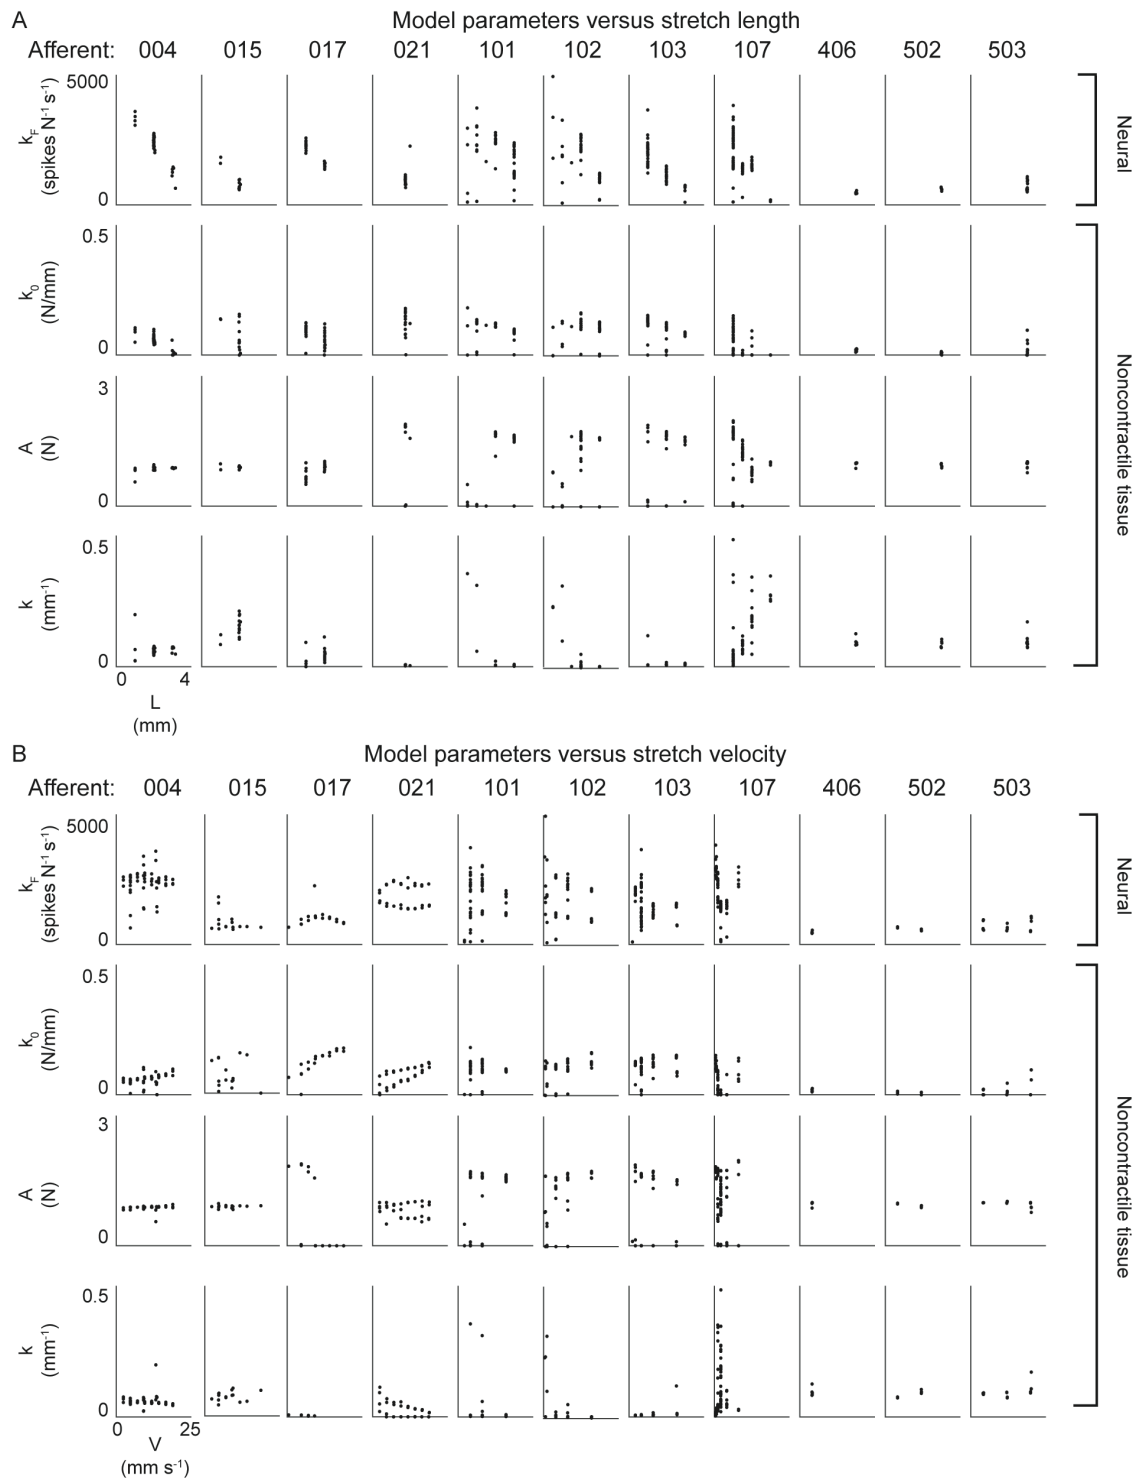 A Model parameters versus stretch length
Afferent: 004 015 017 021 101 102 103 107 406 502 503
5000
k_F
(spikes N⁻¹ s⁻¹)
0
Neural
0.5
k₀
(N/mm)
0
3
A
(N)
0
0.5
k
(mm⁻¹)
0
Noncontractile tissue
0 4
L
(mm)
B Model parameters versus stretch velocity
Afferent: 004 015 017 021 101 102 103 107 406 502 503
5000
k_F
(spikes N⁻¹ s⁻¹)
0
Neural
0.5
k₀
(N/mm)
0
3
A
(N)
0
0.5
k
(mm⁻¹)
0
Noncontractile tissue
0 25
V
(mm s⁻¹)